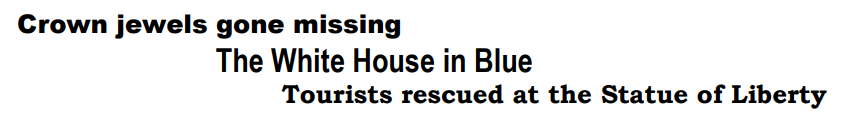 Crown jewels gone missing
The White House in Blue
Tourists rescued at the Statue of Liberty